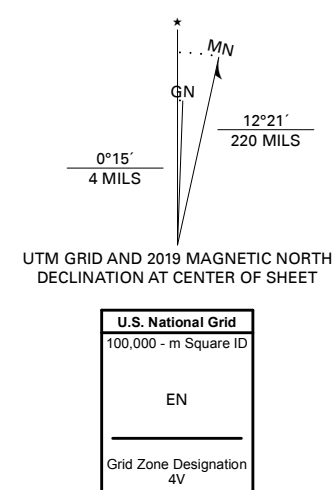 ★
MN
GN
12°21´
220 MILS
0°15´
4 MILS
UTM GRID AND 2019 MAGNETIC NORTH
DECLINATION AT CENTER OF SHEET
U.S. National Grid
100,000 - m Square ID
EN
Grid Zone Designation
4V